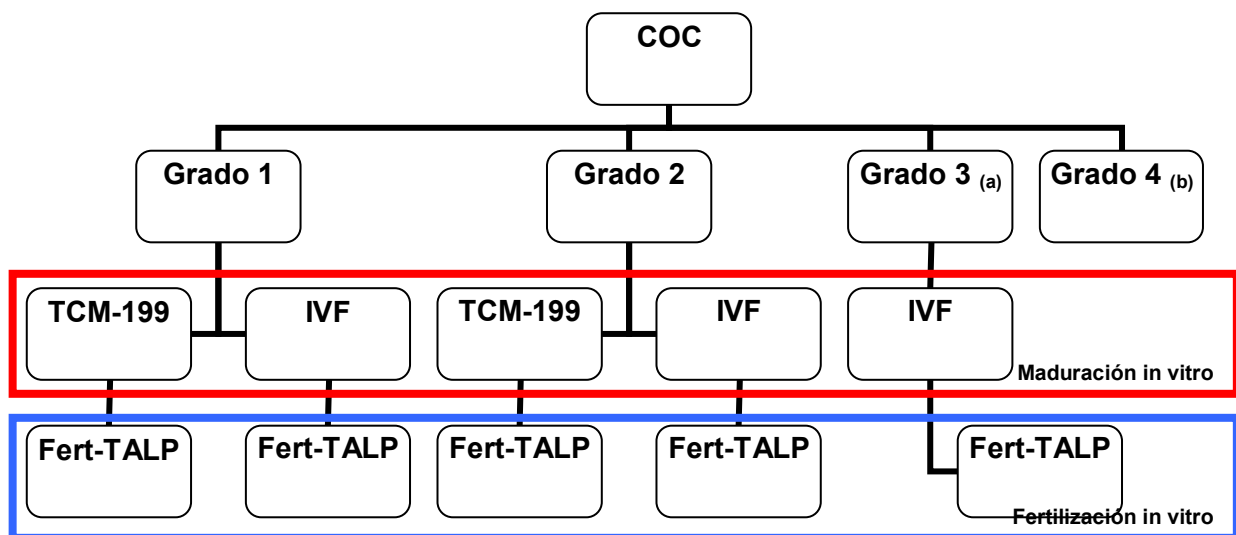 COC
Grado 1
Grado 2
Grado 3 (a)
Grado 4 (b)
TCM-199
IVF
TCM-199
IVF
IVF
Maduración in vitro
Fert-TALP
Fert-TALP
Fert-TALP
Fert-TALP
Fert-TALP
Fertilización in vitro